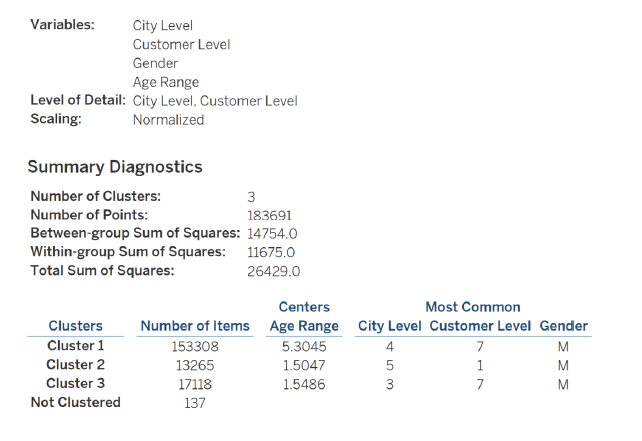 Variables: City Level
Customer Level
Gender
Age Range
Level of Detail: City Level, Customer Level
Scaling: Normalized
Summary Diagnostics
Number of Clusters: 3
Number of Points: 183691
Between-group Sum of Squares: 14754.0
Within-group Sum of Squares: 11675.0
Total Sum of Squares: 26429.0
Centers Most Common
Clusters Number of Items Age Range City Level Customer Level Gender
Cluster 1 153308 5.3045 4 7 M
Cluster 2 13265 1.5047 5 1 M
Cluster 3 17118 1.5486 3 7 M
Not Clustered 137